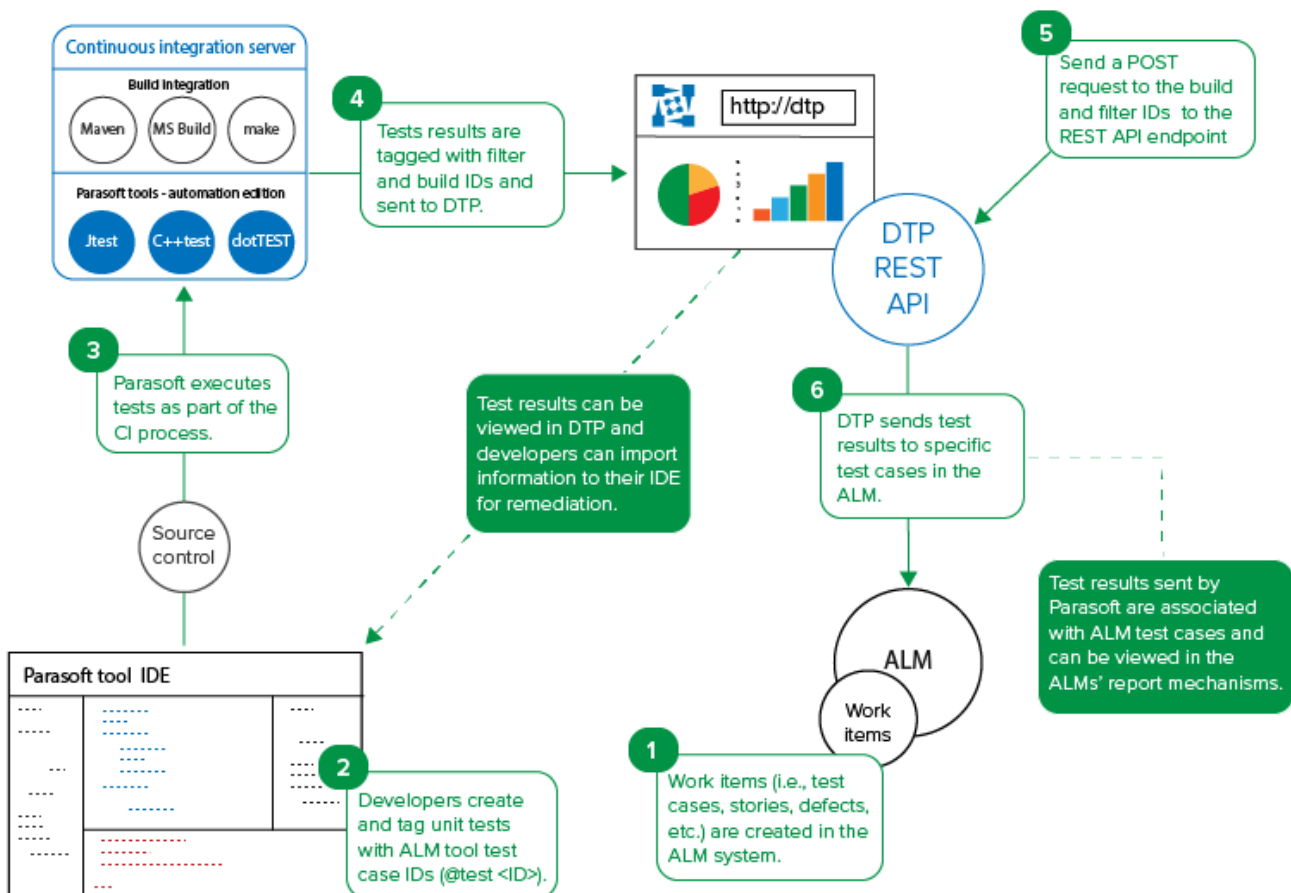 Continuous integration server
Build integration
Maven
MS Build
make
Parasoft tools - automation edition
Jtest
C++test
dotTEST
4
Tests results are
tagged with filter
and build IDs and
sent to DTP.
http://dtp
5
Send a POST
request to the build
and filter IDs to the
REST API endpoint
DTP
REST
API
3
Parasoft executes
tests as part of the
CI process.
Test results can be
viewed in DTP and
developers can import
information to their IDE
for remediation.
6
DTP sends test
results to specific
test cases in the
ALM.
Source
control
Test results sent by
Parasoft are associated
with ALM test cases and
can be viewed in the
ALMs' report mechanisms.
ALM
Work
items
Parasoft tool IDE
2
Developers create
and tag unit tests
with ALM tool test
case IDs (@test <ID>).
1
Work items (i.e., test
cases, stories, defects,
etc.) are created in the
ALM system.